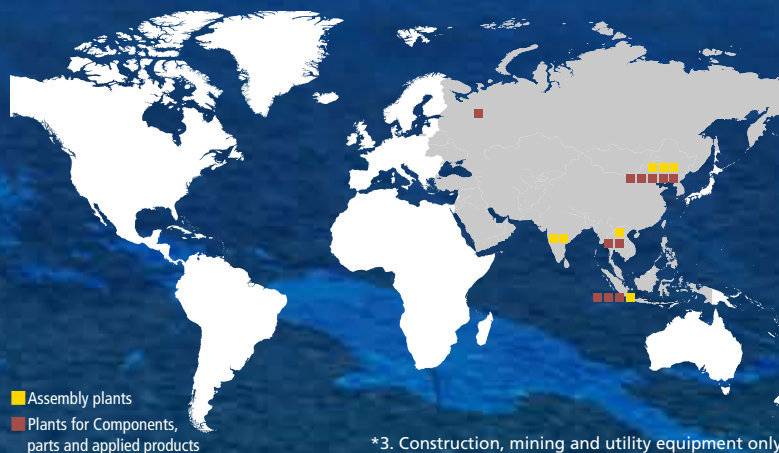 Assembly plants
Plants for Components,
parts and applied products
*3. Construction, mining and utility equipment only